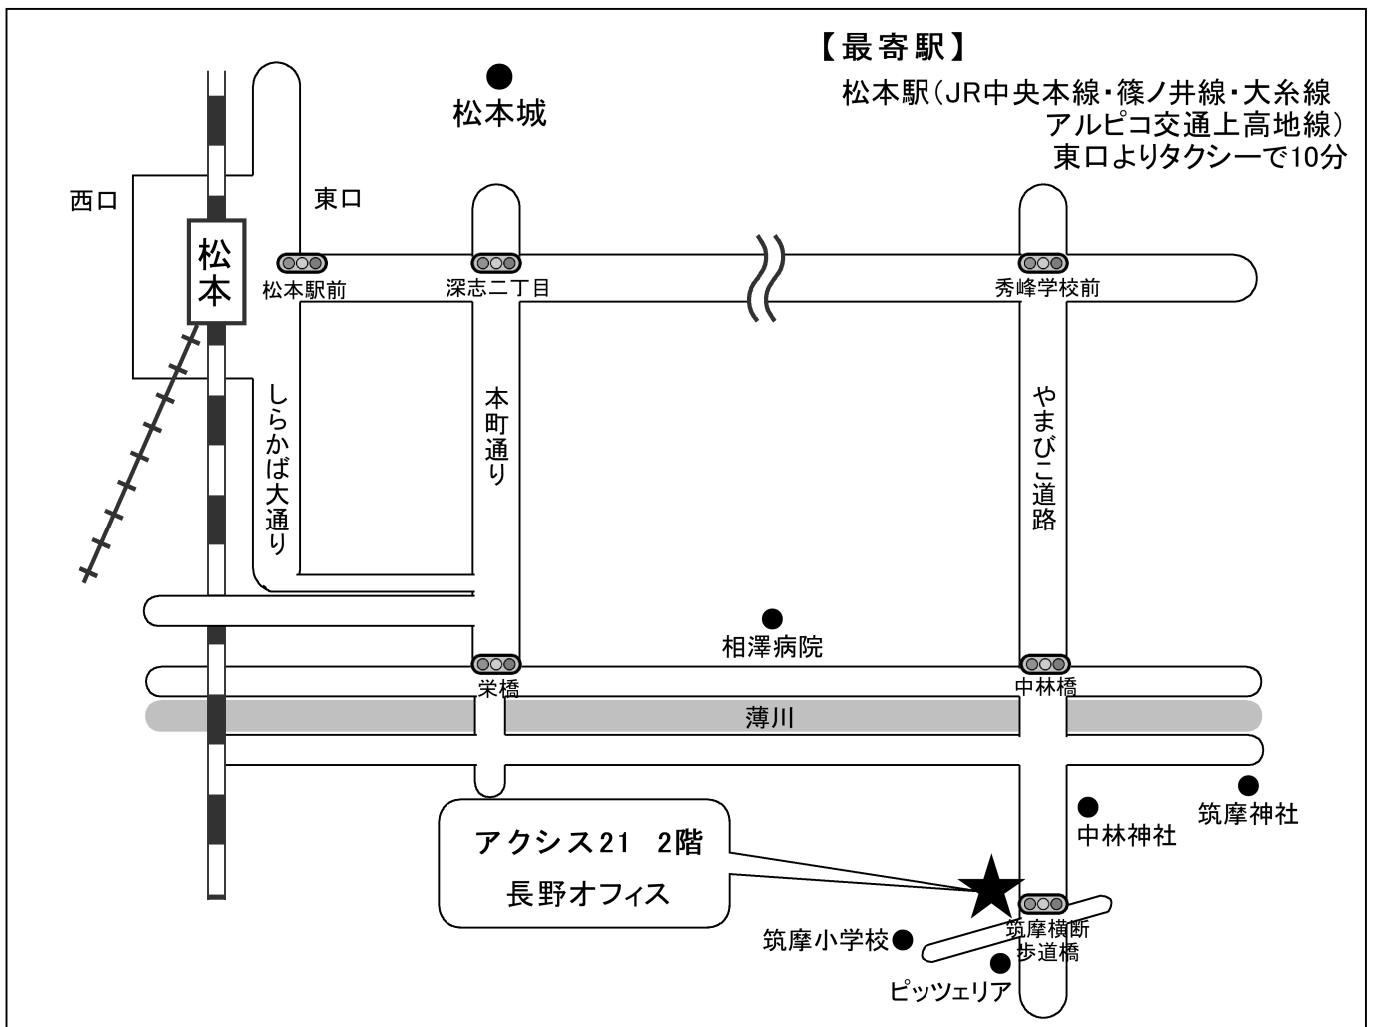 【最寄駅】
松本駅(JR中央本線・篠ノ井線・大糸線
アルピコ交通上高地線)
東口よりタクシーで10分
松本城
西口
東口
松本
松本駅前
深志二丁目
秀峰学校前
しらかば大通り
本町通り
やまびこ道路
相澤病院
栄橋
中林橋
薄川
筑摩神社
中林神社
アクシス21 2階
長野オフィス
筑摩横断
歩道橋
筑摩小学校
ピッツェリア